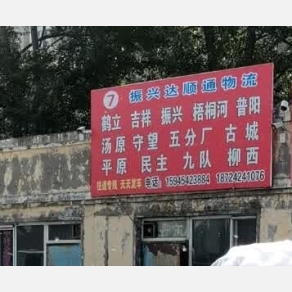 7 振兴达顺通物流
鹤立 吉祥 振兴 梧桐河 普阳
汤原 守望 五分厂 古城
平原 民主 九队 柳西
往返专线 天天发车 电话: 15945423884 18724241076